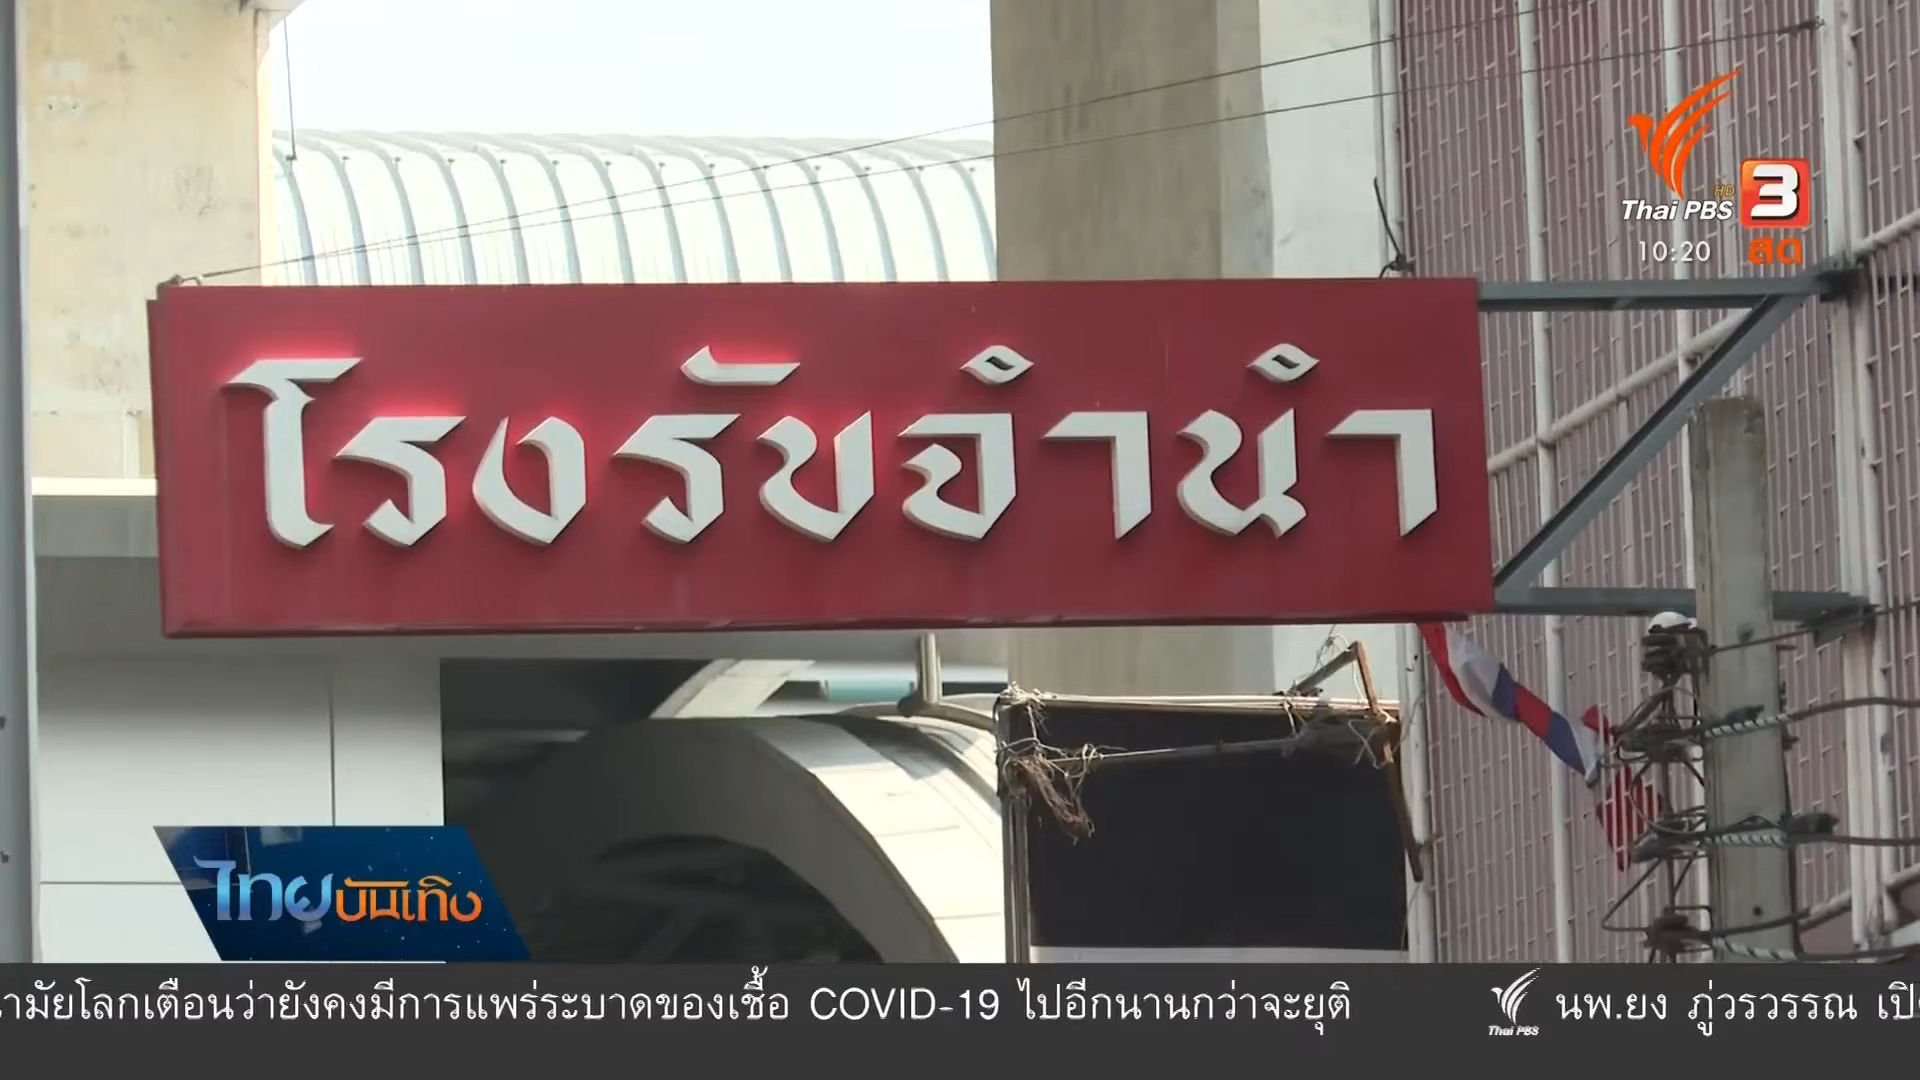 Thai PBS HD 3
10:20 สด
โรงรับจำนำ
ไทยบันเทิง
ามัยโลกเตือนว่ายังคงมีการแพร่ระบาดของเชื้อ COVID-19 ไปอีกนานกว่าจะยุติ Thai PBS นพ.ยง ภู่วรวรรณ เปิ